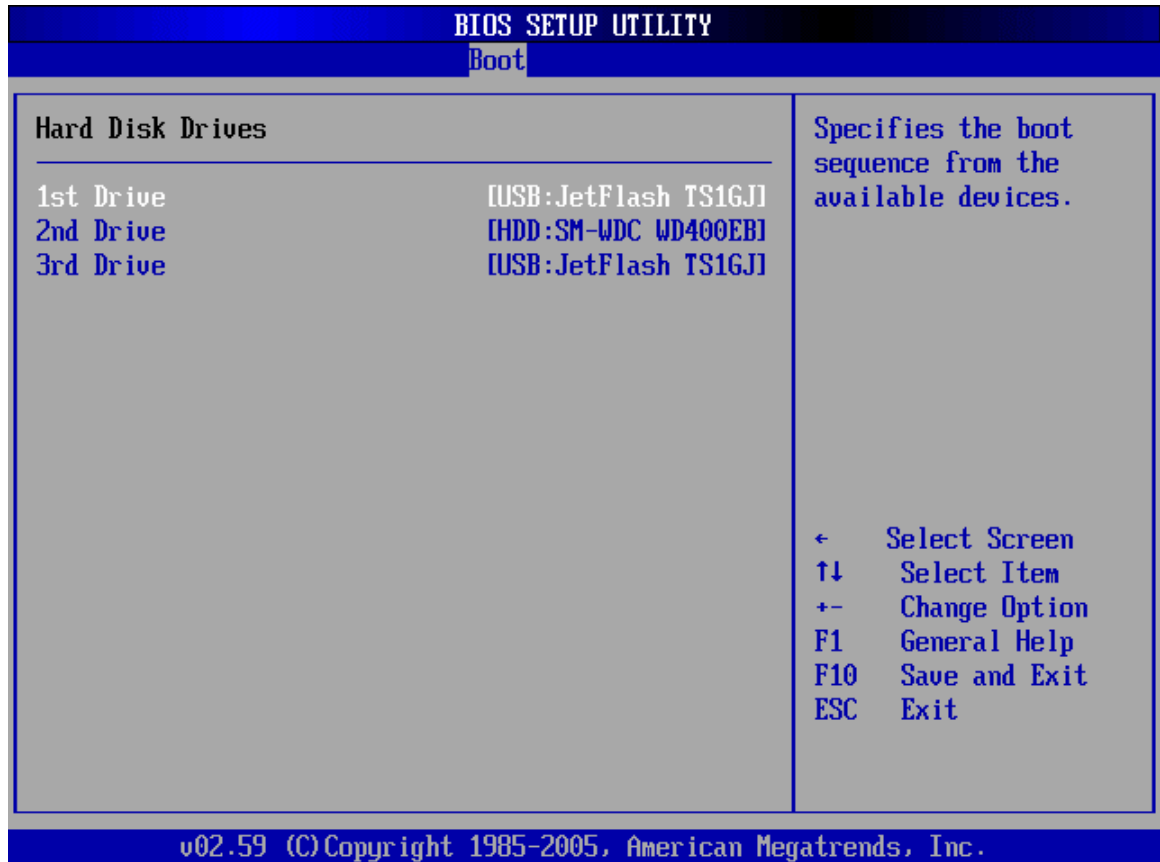 BIOS SETUP UTILITY
Boot
Hard Disk Drives
1st Drive [USB:JetFlash TS1GJ]
2nd Drive [HDD:SM-WDC WD400EB]
3rd Drive [USB:JetFlash TS1GJ]
Specifies the boot
sequence from the
available devices.
← Select Screen
↑↓ Select Item
+- Change Option
F1 General Help
F10 Save and Exit
ESC Exit
v02.59 (C)Copyright 1985-2005, American Megatrends, Inc.